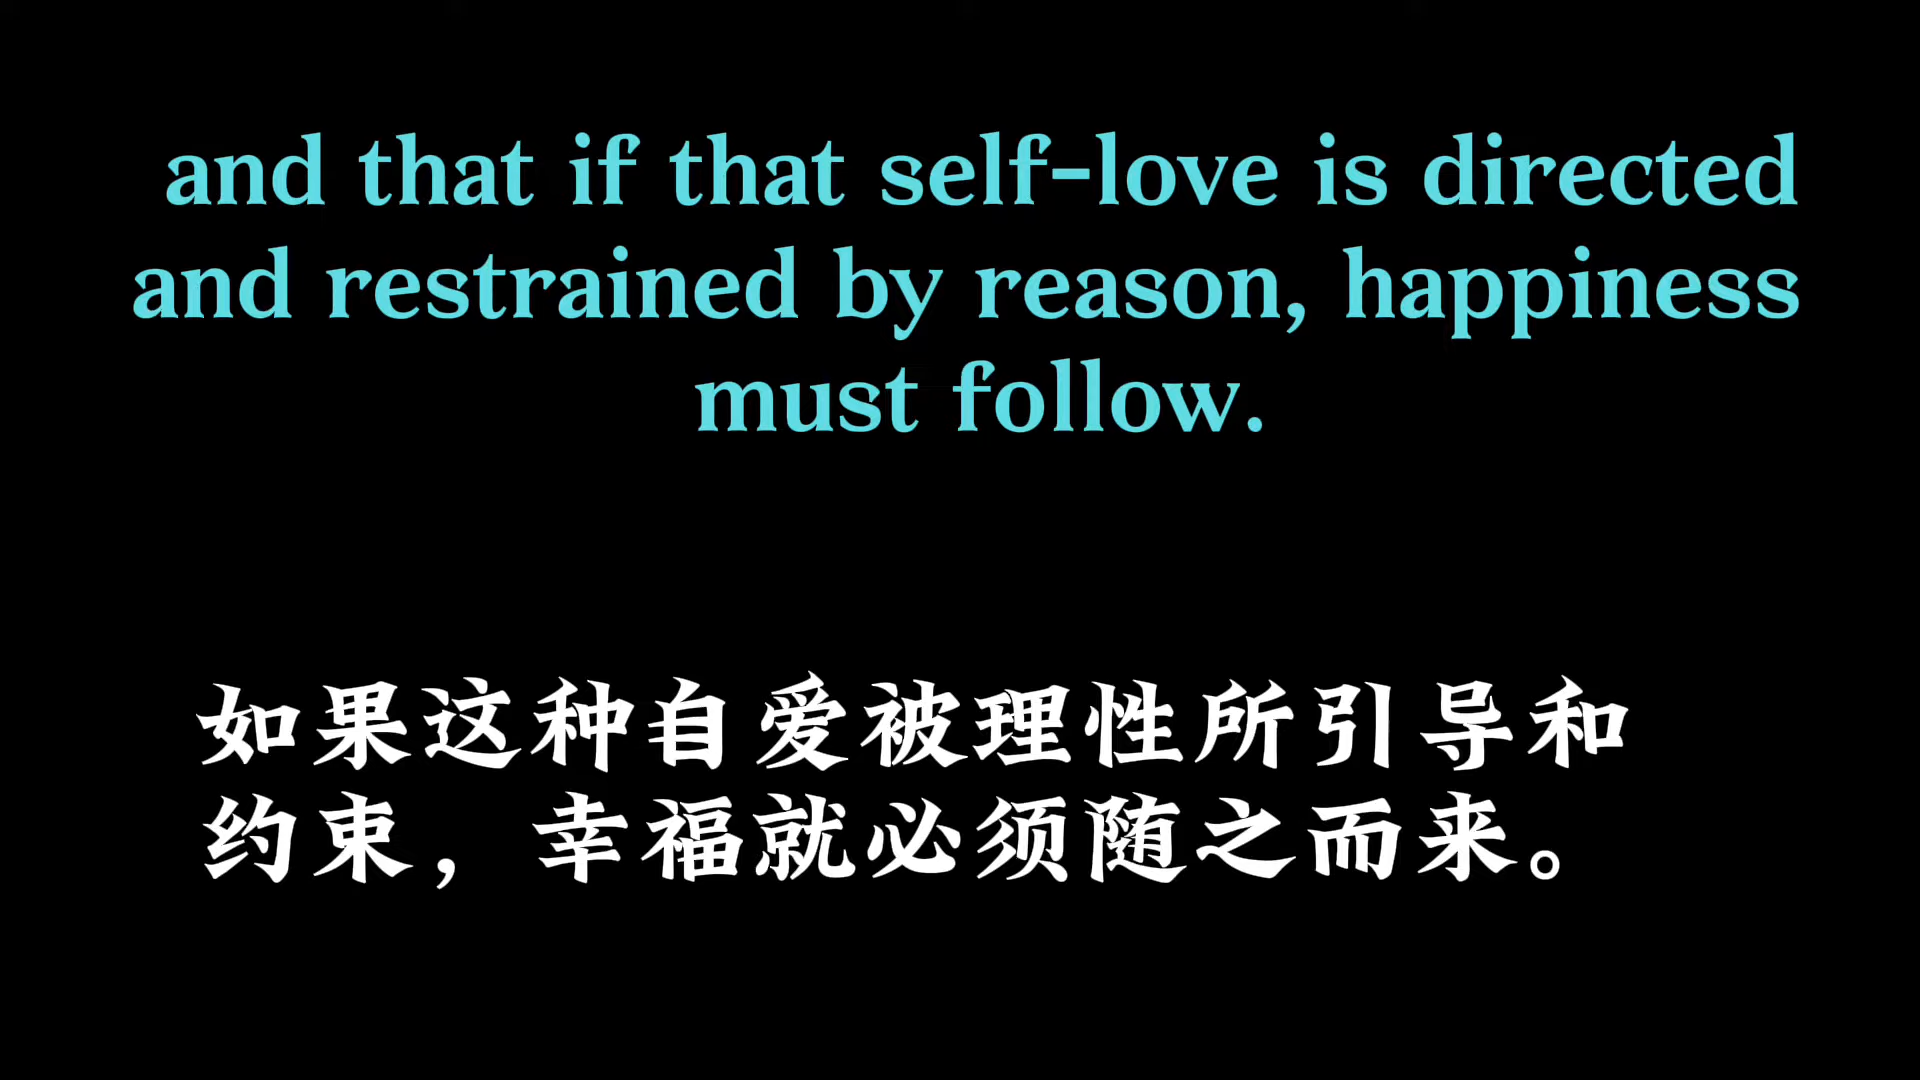 and that if that self-love is directed
and restrained by reason, happiness
must follow.
如果这种自爱被理性所引导和
约束，幸福就必须随之而来。